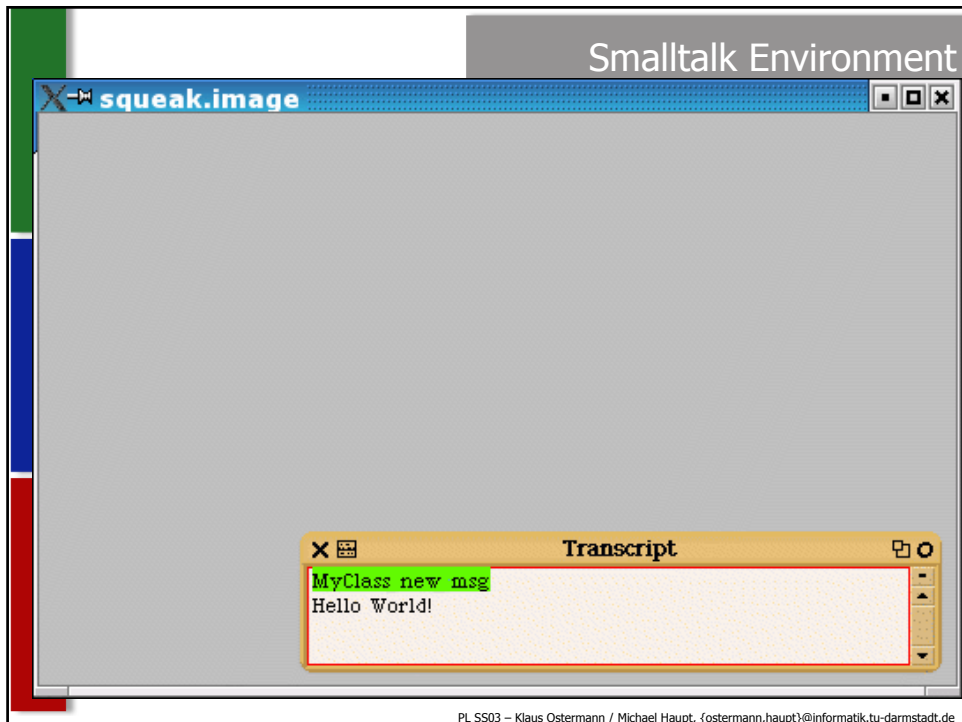 Smalltalk Environment
squeak.image
Transcript
MyClass new msg
Hello World!
PL SS03 – Klaus Ostermann / Michael Haupt, {ostermann,haupt}@informatik.tu-darmstadt.de